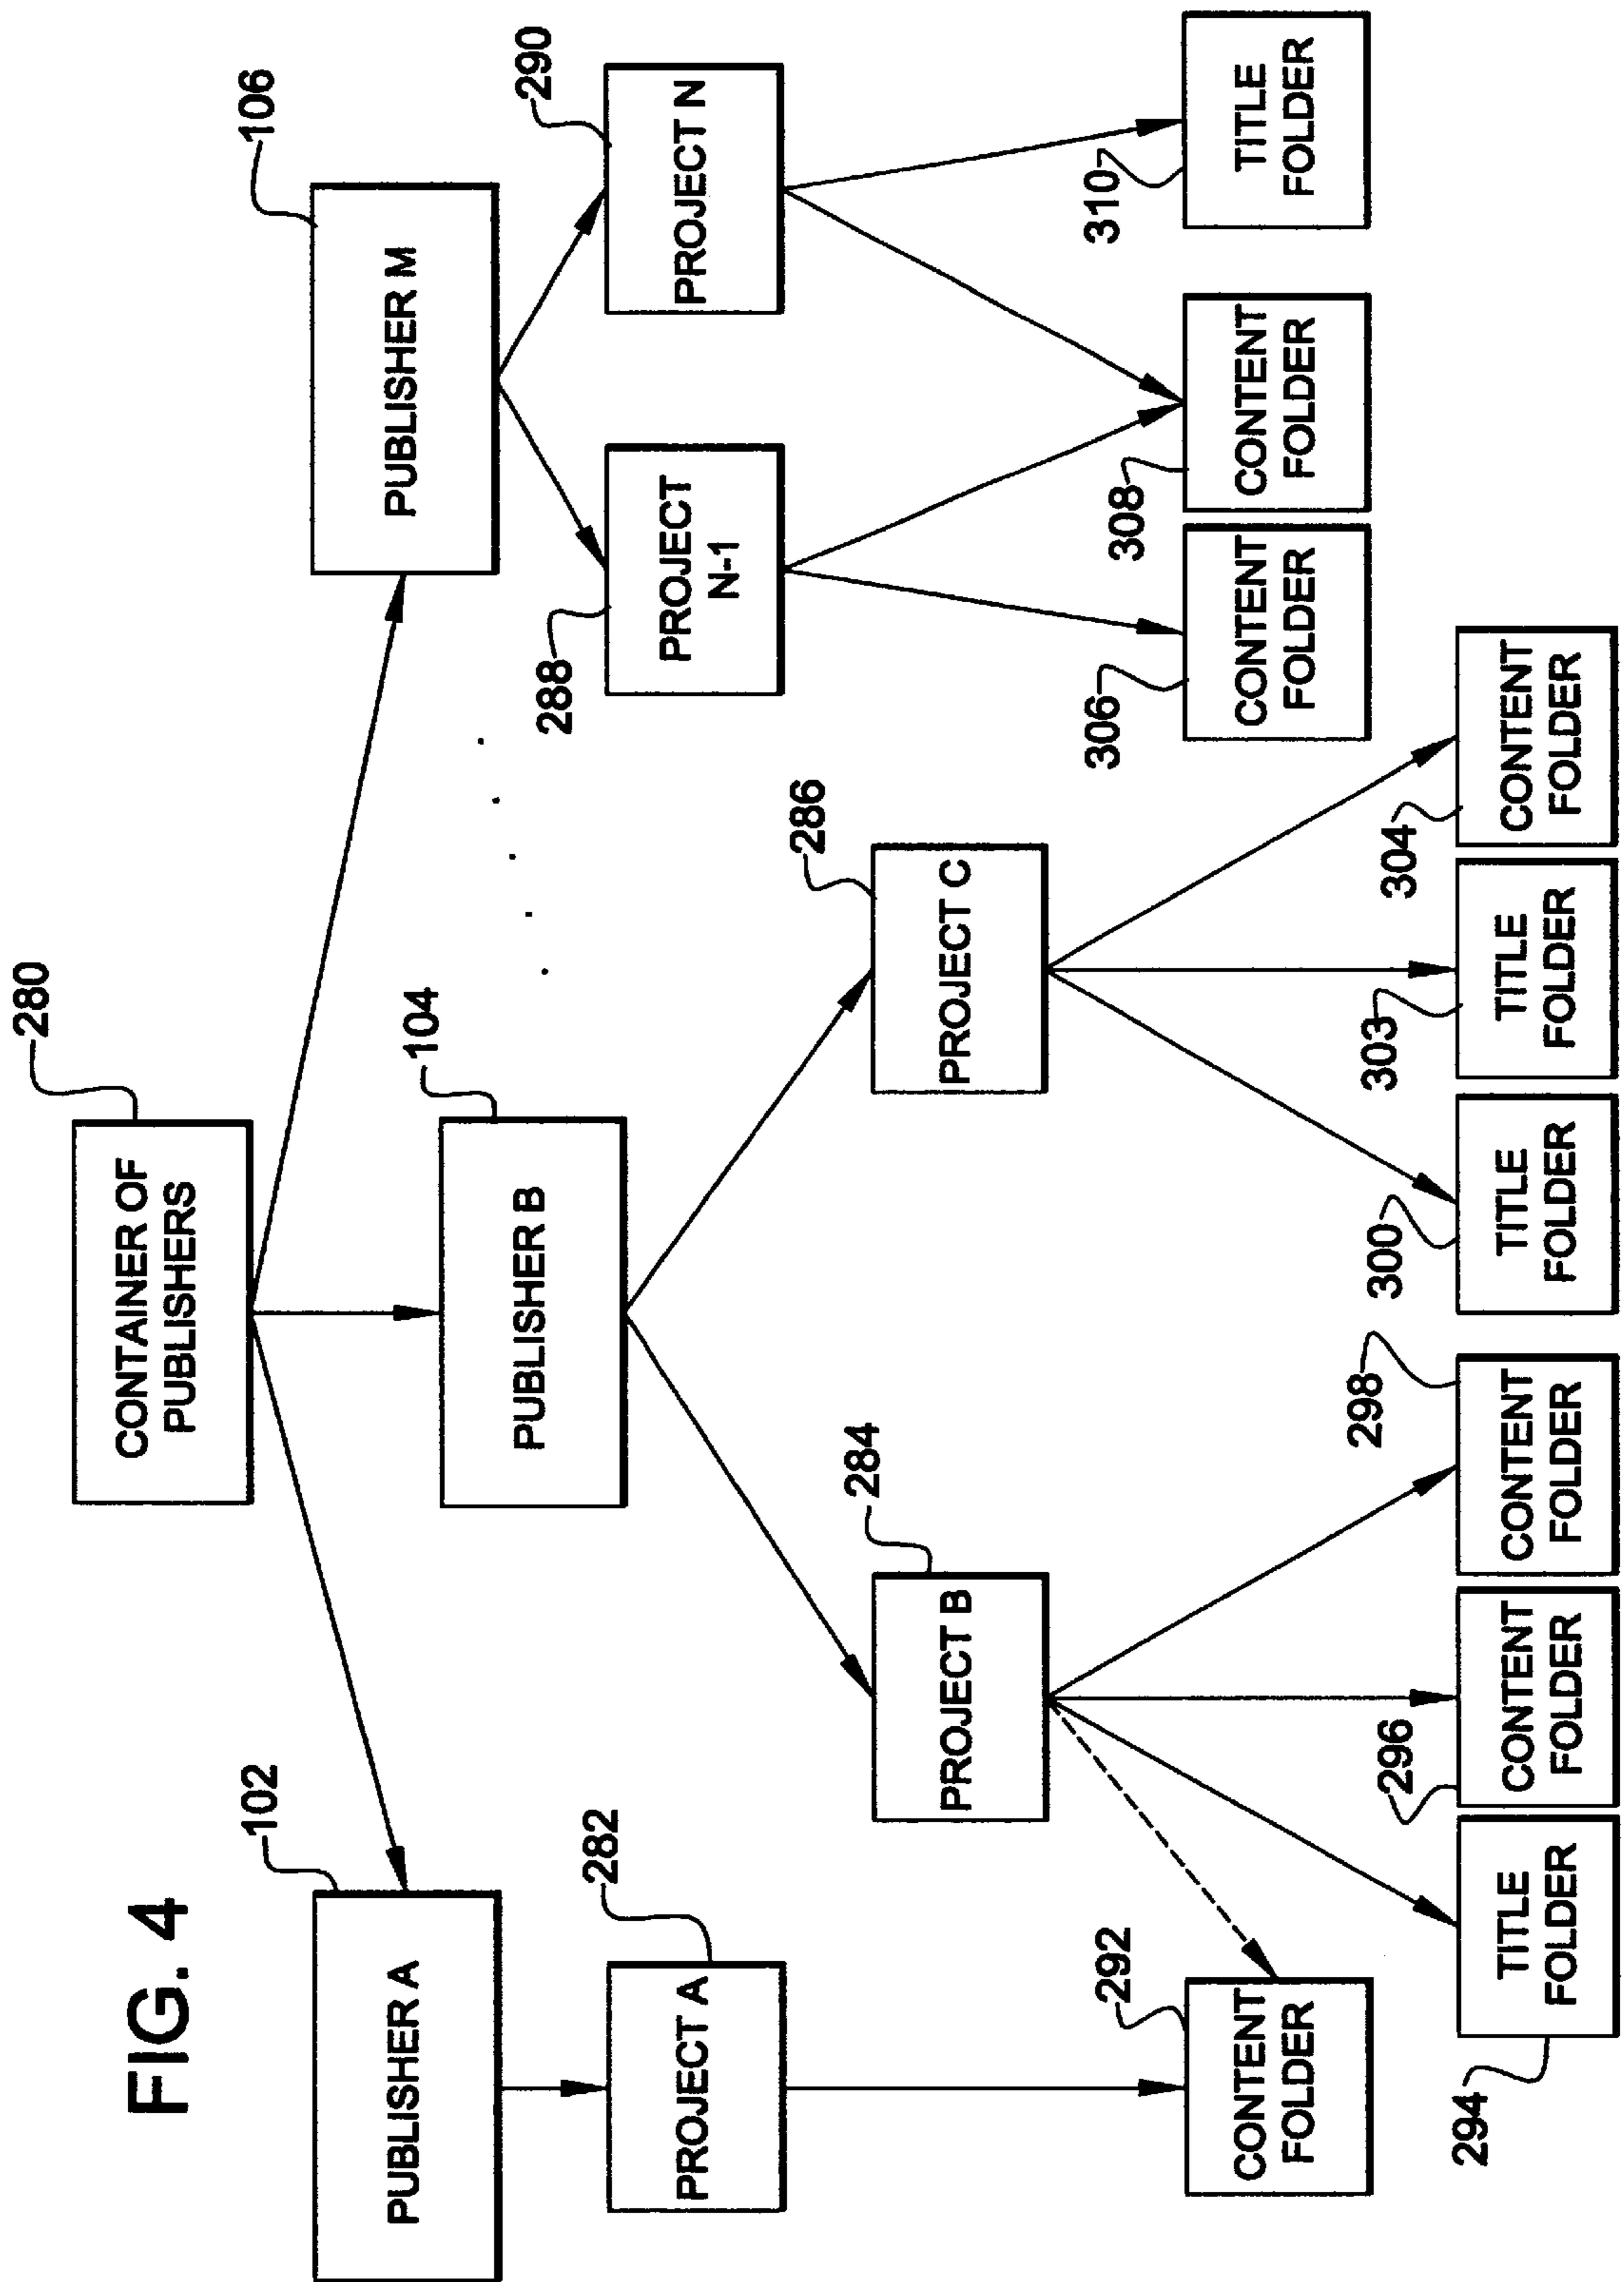 FIG. 4
280
CONTAINER OF
PUBLISHERS
102
PUBLISHER A
104
PUBLISHER B
106
PUBLISHER M
282
PROJECT A
284
PROJECT B
286
PROJECT C
288
PROJECT
N-1
290
PROJECT N
292
CONTENT
FOLDER
294
TITLE
FOLDER
296
CONTENT
FOLDER
298
CONTENT
FOLDER
300
TITLE
FOLDER
303
TITLE
FOLDER
304
CONTENT
FOLDER
306
CONTENT
FOLDER
308
CONTENT
FOLDER
310
TITLE
FOLDER